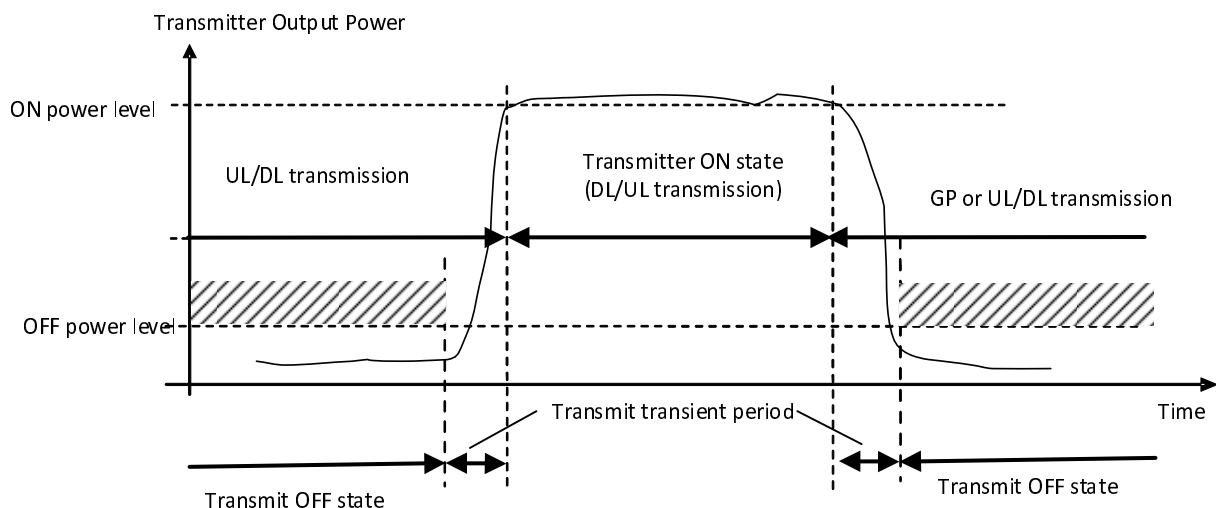 Transmitter Output Power
ON power level
UL/DL transmission
Transmitter ON state
(DL/UL transmission)
GP or UL/DL transmission
OFF power level
Transmit transient period
Time
Transmit OFF state
Transmit OFF state